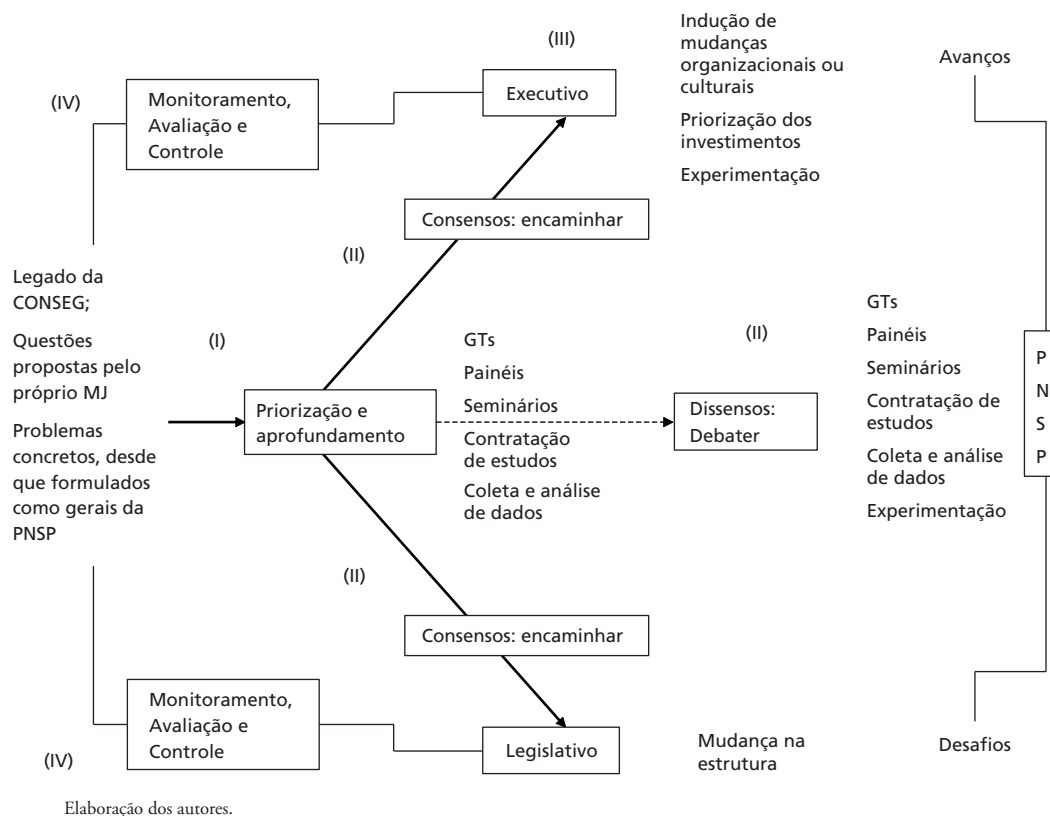 (III)
Indução de
mudanças
organizacionais ou
culturais
Priorização dos
investimentos
Experimentação
Avanços
(IV)
Monitoramento,
Avaliação e
Controle
Executivo
Consensos: encaminhar
(II)
Legado da
CONSEG;
Questões
propostas pelo
próprio MJ
Problemas
concretos, desde
que formulados
como gerais da
PNSP
(I)
Priorização e
aprofundamento
GTs
Painéis
Seminários
Contratação
de estudos
Coleta e análise
de dados
(II)
Dissensos:
Debater
GTs
Painéis
Seminários
Contratação de
estudos
Coleta e análise
de dados
Experimentação
P
N
S
P
(II)
Consensos: encaminhar
Monitoramento,
Avaliação e
Controle
(IV)
Legislativo
Mudança na
estrutura
Desafios
Elaboração dos autores.